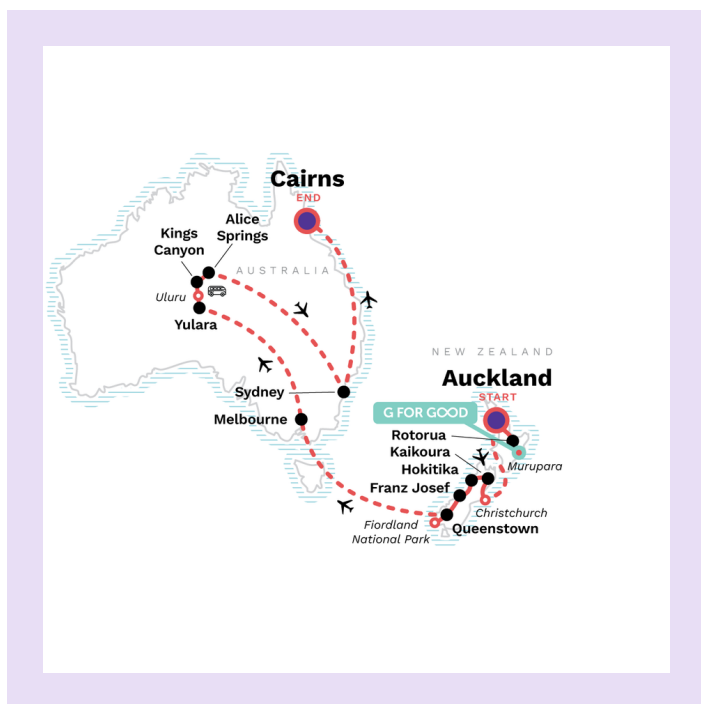 Cairns
END
Alice
Springs
Kings
Canyon
AUSTRALIA
Uluru
Yulara
NEW ZEALAND
Auckland
START
Sydney
G FOR GOOD
Melbourne
Rotorua
Kaikoura
Murupara
Hokitika
Franz Josef
Christchurch
Fiordland
National Park
Queenstown